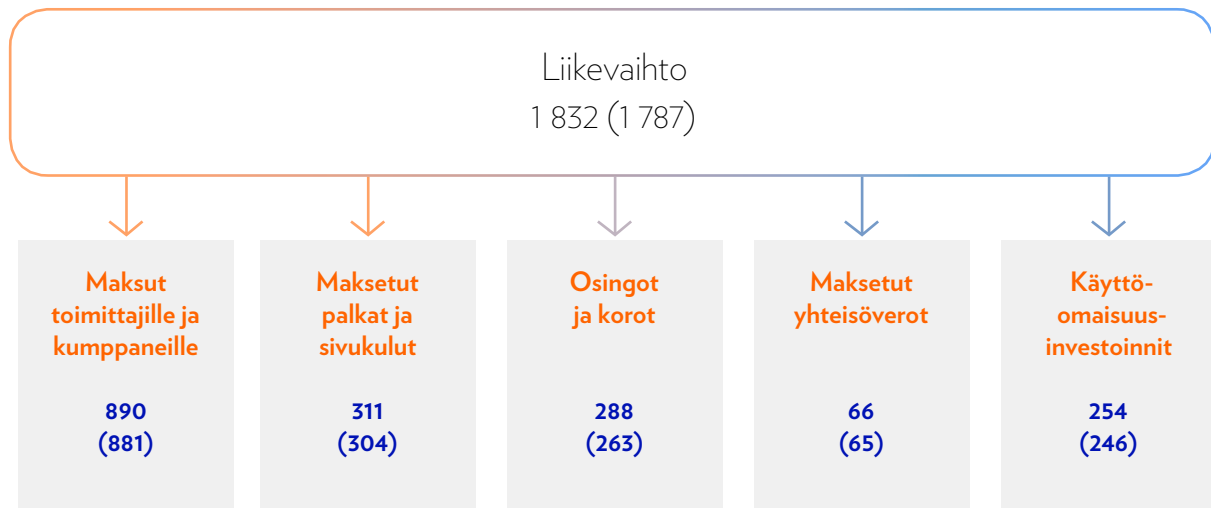 Liikevaihto
1 832 (1 787)
Maksut
toimittajille ja
kumppaneille
890
(881)
Maksetut
palkat ja
sivukulut
311
(304)
Osingot
ja korot
288
(263)
Maksetut
yhteisöverot
66
(65)
Käyttö-
omaisuus-
investoinnit
254
(246)